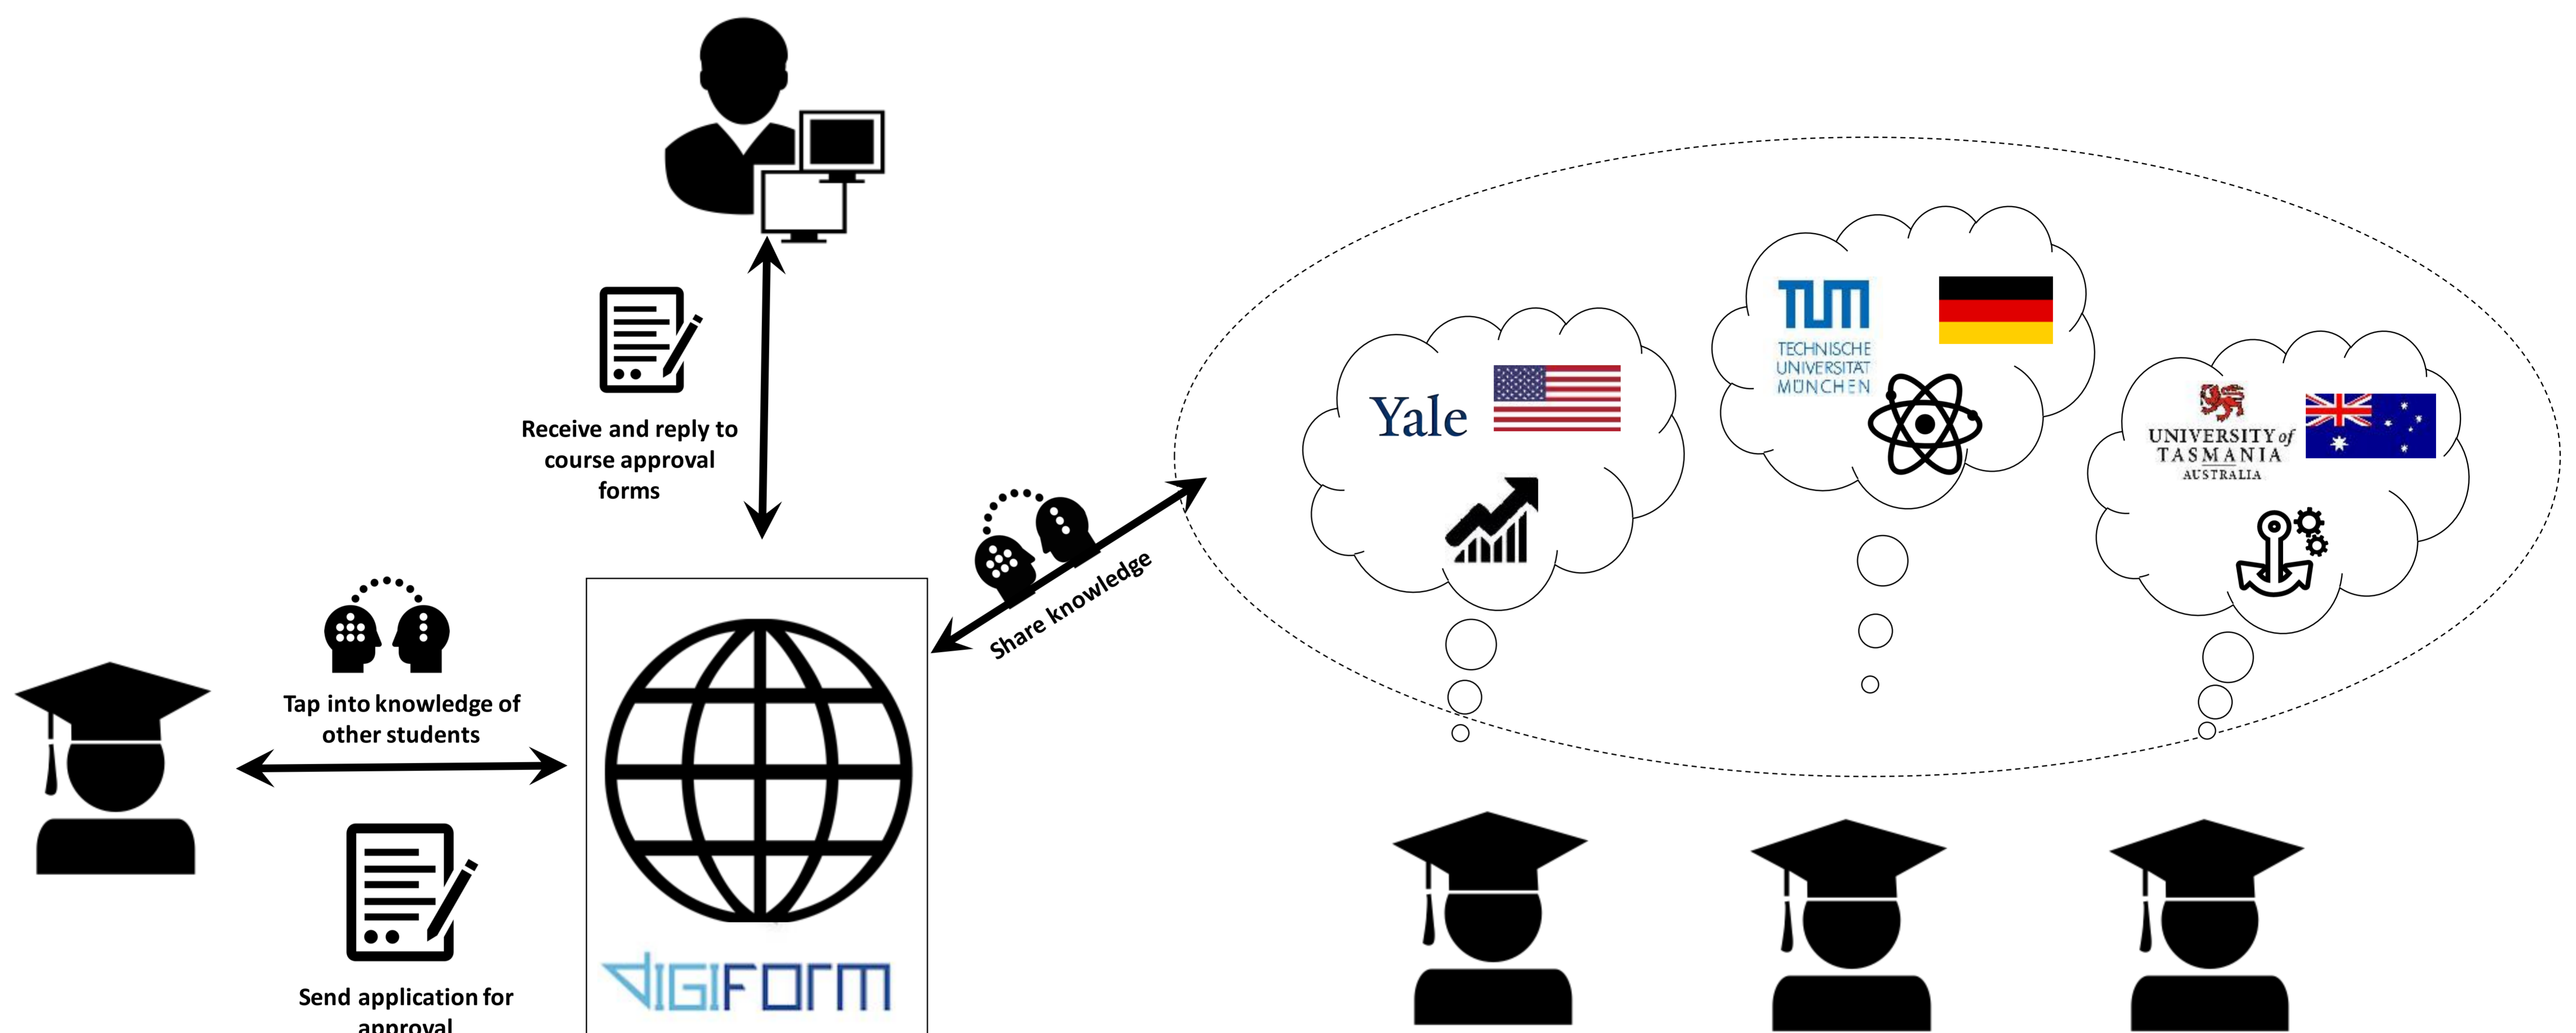 Receive and reply to
course approval
forms
Tap into knowledge of
other students
Send application for
approval
DIGIFORM
Share knowledge
Yale
TUM
TECHNISCHE
UNIVERSITÄT
MÜNCHEN
UNIVERSITY of
TASMANIA
AUSTRALIA